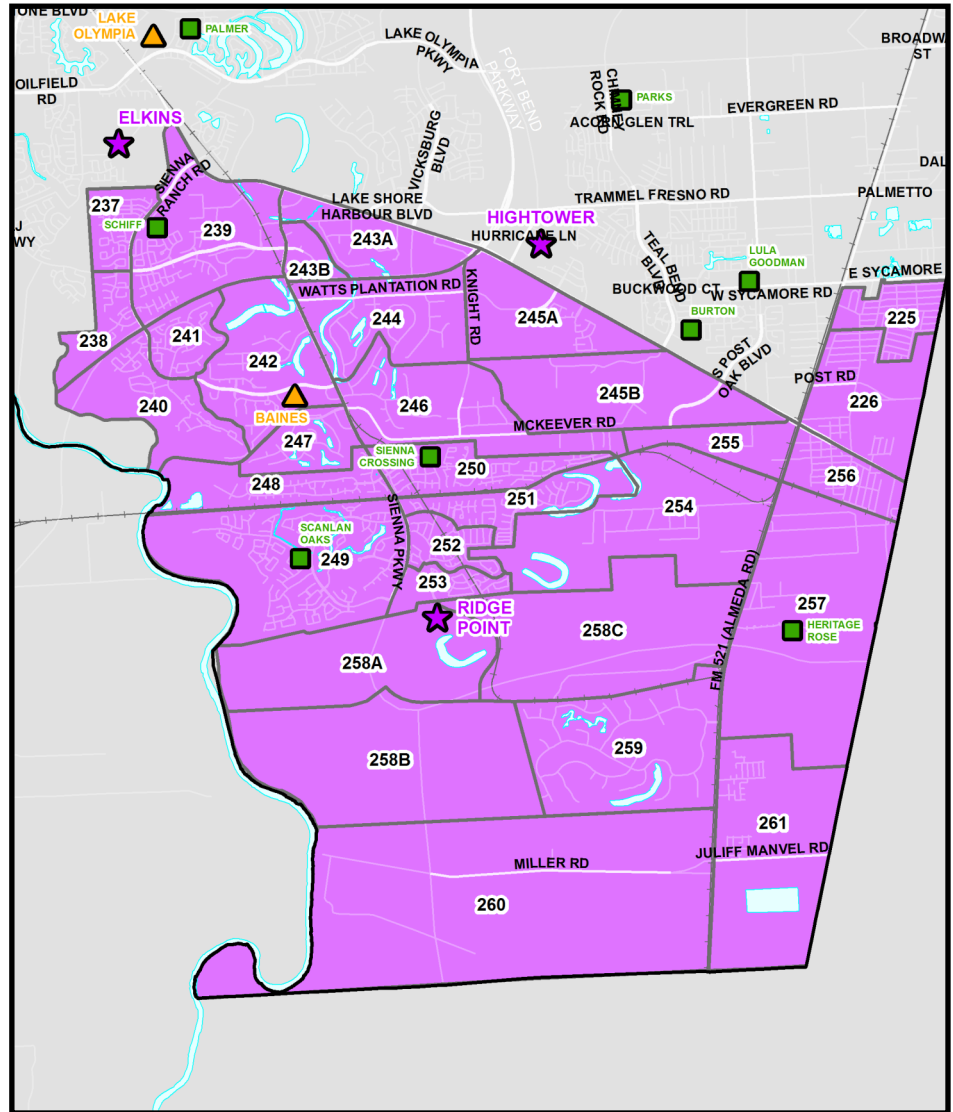 ONE BLVD
LAKE
OLYMPIA
PALMER
LAKE OLYMPIA
PKWY
BROADWA
ST
OILFIELD
RD
FORT BEND
PARKWAY
CHIMNEY
ROCK RD
PARKS
EVERGREEN RD
ACORN GLEN TRL
ELKINS
VICKSBURG
BLVD
SIENNA
RANCH RD
DAL
LAKE SHORE
HARBOUR BLVD
TRAMMEL FRESNO RD
PALMETTO
237
SCHIFF
239
J
WY
HIGHTOWER
HURRICANE LN
243A
243B
TEAL BEND
BLVD
LULA
GOODMAN
E SYCAMORE
WATTS PLANTATION RD
KNIGHT RD
BUCKWOOD CT
W SYCAMORE RD
BURTON
244
245A
225
238
241
242
S POST
OAK BLVD
POST RD
240
BAINES
246
245B
226
MCKEEVER RD
247
255
SIENNA
CROSSING
250
256
248
251
254
SIENNA PKWY
SCANLAN
OAKS
249
252
253
FM 521 (ALMEDA RD)
RIDGE
POINT
257
HERITAGE
ROSE
258C
258A
259
258B
261
JULIFF MANVEL RD
MILLER RD
260